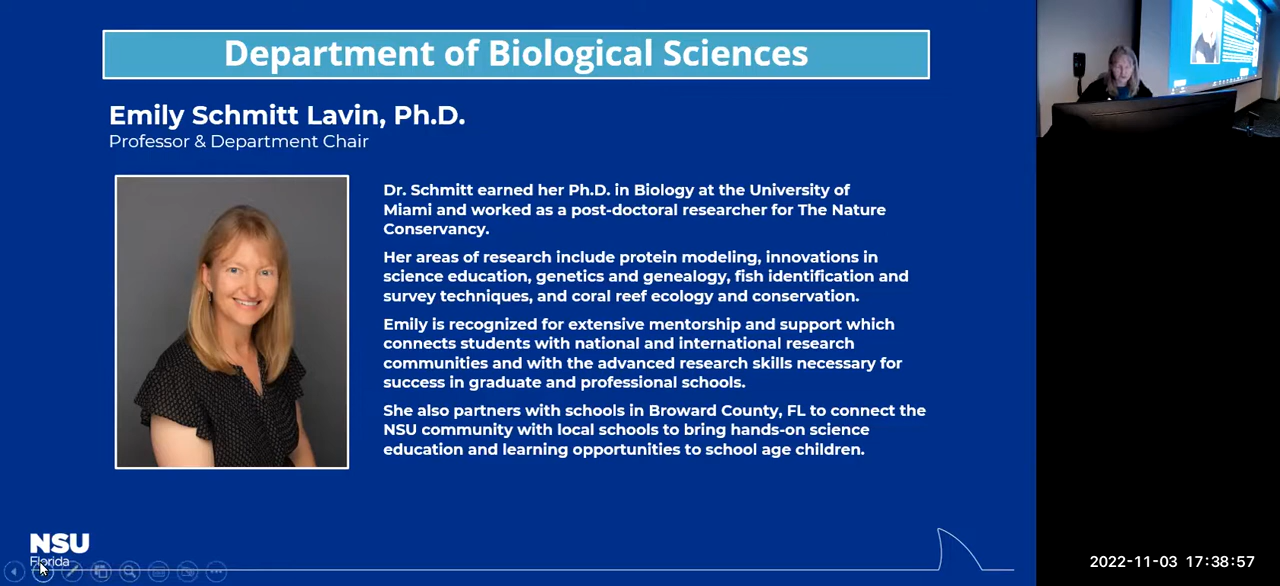 Department of Biological Sciences
Emily Schmitt Lavin, Ph.D.
Professor & Department Chair
Dr. Schmitt earned her Ph.D. in Biology at the University of
Miami and worked as a post-doctoral researcher for The Nature
Conservancy.
Her areas of research include protein modeling, innovations in
science education, genetics and genealogy, fish identification and
survey techniques, and coral reef ecology and conservation.
Emily is recognized for extensive mentorship and support which
connects students with national and international research
communities and with the advanced research skills necessary for
success in graduate and professional schools.
She also partners with schools in Broward County, FL to connect the
NSU community with local schools to bring hands-on science
education and learning opportunities to school age children.
NSU
Florida
2022-11-03 17:38:57